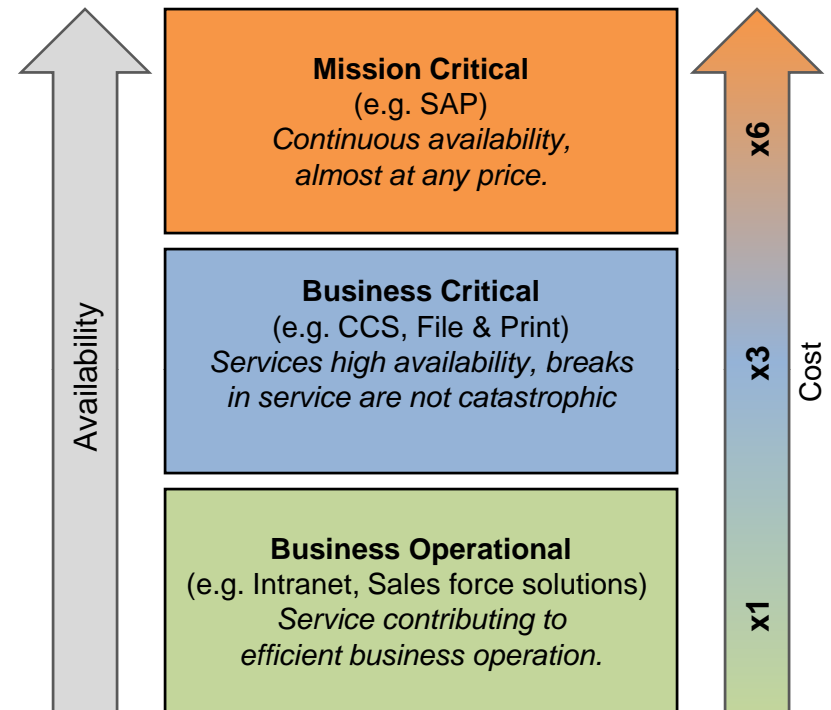 Mission Critical
(e.g. SAP)
Continuous availability,
almost at any price.
Business Critical
(e.g. CCS, File & Print)
Services high availability, breaks
in service are not catastrophic
Business Operational
(e.g. Intranet, Sales force solutions)
Service contributing to
efficient business operation.
Availability
x6
x3
x1
Cost